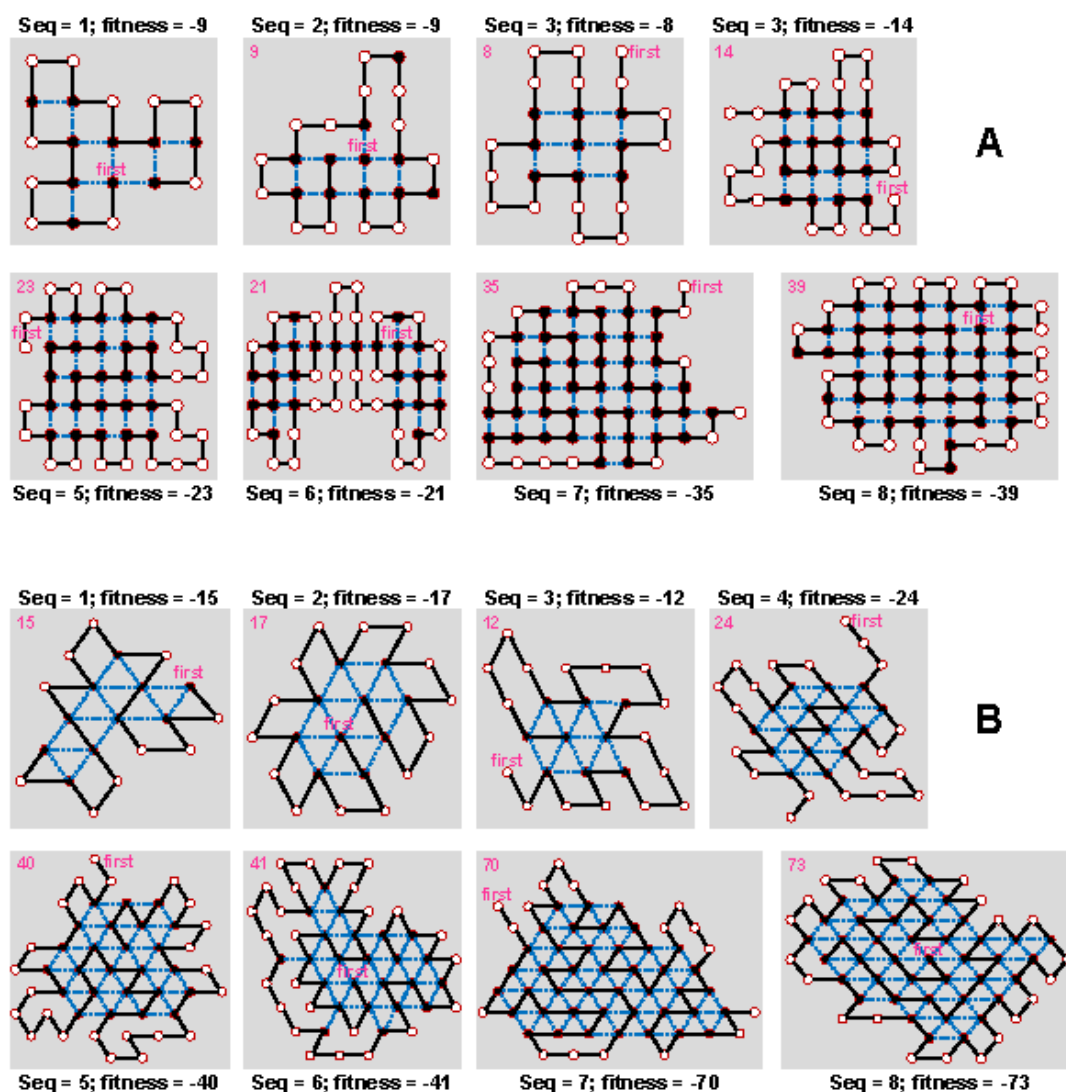 Seq = 1; fitness = -9
Seq = 2; fitness = -9
Seq = 3; fitness = -8
Seq = 3; fitness = -14
9
8
first
14
first
first
first
A
23
first
21
first
35
first
39
first
Seq = 5; fitness = -23
Seq = 6; fitness = -21
Seq = 7; fitness = -35
Seq = 8; fitness = -39
Seq = 1; fitness = -15
Seq = 2; fitness = -17
Seq = 3; fitness = -12
Seq = 4; fitness = -24
15
first
17
first
12
first
24
first
B
40
first
41
first
70
first
73
first
Seq = 5; fitness = -40
Seq = 6; fitness = -41
Seq = 7; fitness = -70
Seq = 8; fitness = -73